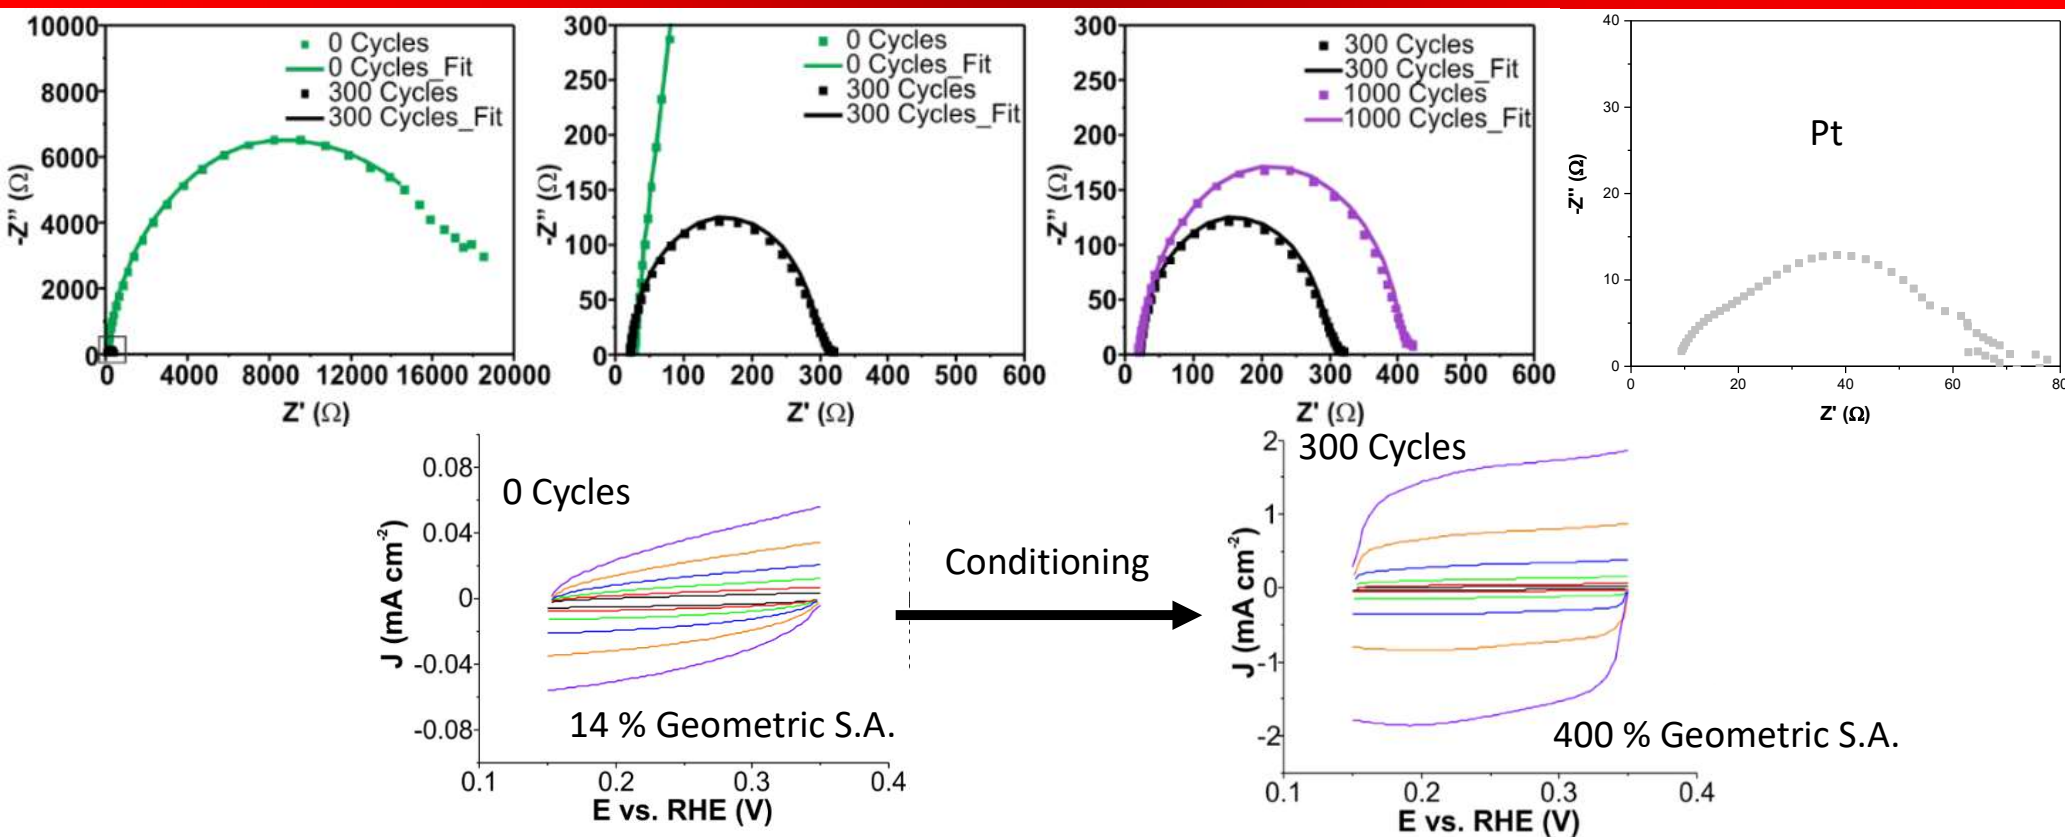 10000
8000
6000
4000
2000
0
-Z’’ (Ω)
0 Cycles
0 Cycles_Fit
300 Cycles
300 Cycles_Fit
0 4000 8000 12000 16000 20000
Z' (Ω)
300
250
200
150
100
50
0
-Z’’ (Ω)
0 Cycles
0 Cycles_Fit
300 Cycles
300 Cycles_Fit
0 100 200 300 400 500 600
Z' (Ω)
300
250
200
150
100
50
0
-Z’’ (Ω)
300 Cycles
300 Cycles_Fit
1000 Cycles
1000 Cycles_Fit
0 100 200 300 400 500 600
Z' (Ω)
40
30
20
10
0
-Z'' (Ω)
Pt
0 20 40 60 80
Z' (Ω)
0.08
0.04
0
-0.04
-0.08
J (mA cm-2)
0 Cycles
14 % Geometric S.A.
0.1 0.2 0.3 0.4
E vs. RHE (V)
Conditioning
2
1
0
-1
-2
J (mA cm-2)
300 Cycles
400 % Geometric S.A.
0.1 0.2 0.3 0.4
E vs. RHE (V)